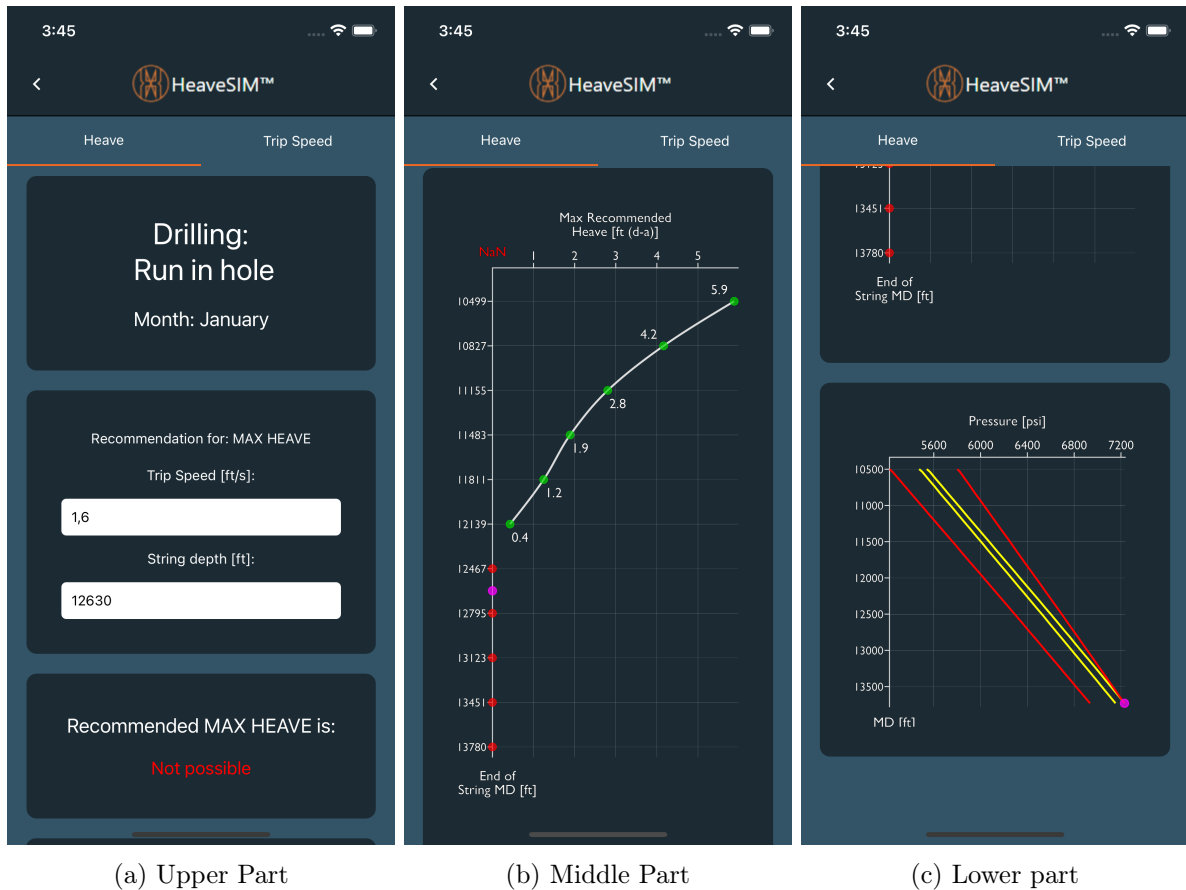 3:45
HeaveSIM™
Heave
Trip Speed
Drilling:
Run in hole
Month: January
Recommendation for: MAX HEAVE
Trip Speed [ft/s]:
1,6
String depth [ft]:
12630
Recommended MAX HEAVE is:
Not possible
(a) Upper Part
3:45
HeaveSIM™
Heave
Trip Speed
Max Recommended
Heave [ft (d-a)]
NaN 1 2 3 4 5
5.9
10499
4.2
10827
11155
2.8
11483
1.9
11811
1.2
12139
0.4
12467
12795
13123
13451
13780
End of
String MD [ft]
(b) Middle Part
3:45
HeaveSIM™
Heave
Trip Speed
13123
13451
13780
End of
String MD [ft]
Pressure [psi]
5600 6000 6400 6800 7200
10500
11000
11500
12000
12500
13000
13500
MD [ft]
(c) Lower part